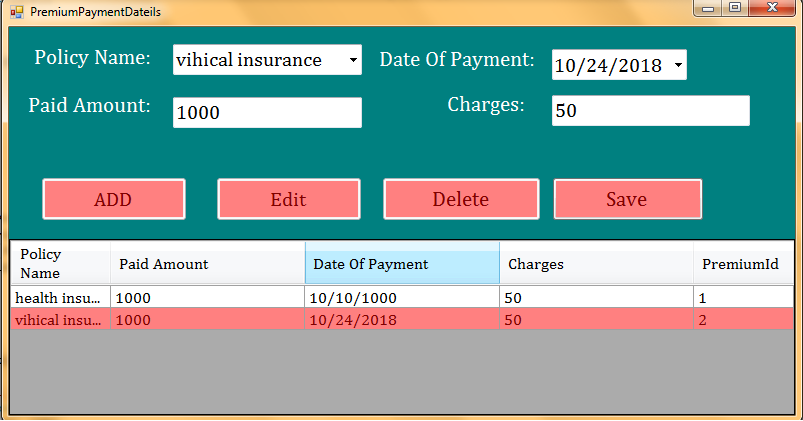 PremiumPaymentDateils
Policy Name: vihical insurance Date Of Payment: 10/24/2018
Paid Amount: 1000 Charges: 50
ADD Edit Delete Save
Policy Name Paid Amount Date Of Payment Charges PremiumId
health insu... 1000 10/10/1000 50 1
vihical insu... 1000 10/24/2018 50 2